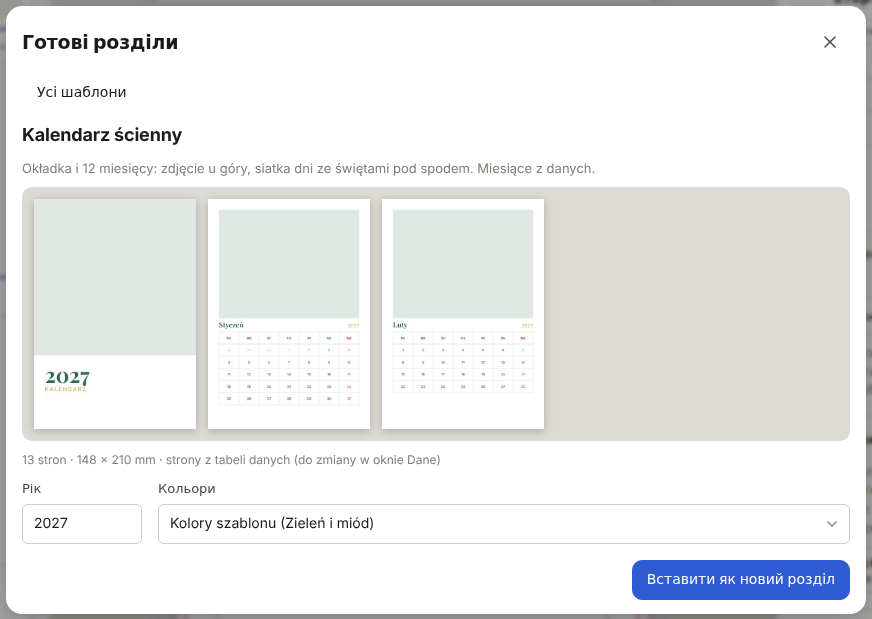 Готові розділи
Усі шаблони
Kalendarz ścienny
Okładka i 12 miesięcy: zdjęcie u góry, siatka dni ze świętami pod spodem. Miesiące z danych.
2027
KALENDARZ
Styczeń 2027
Luty 2027
13 stron · 148 × 210 mm · strony z tabeli danych (do zmiany w oknie Dane)
Рік Кольори
2027 Kolory szablonu (Zieleń i miód)
Вставити як новий розділ